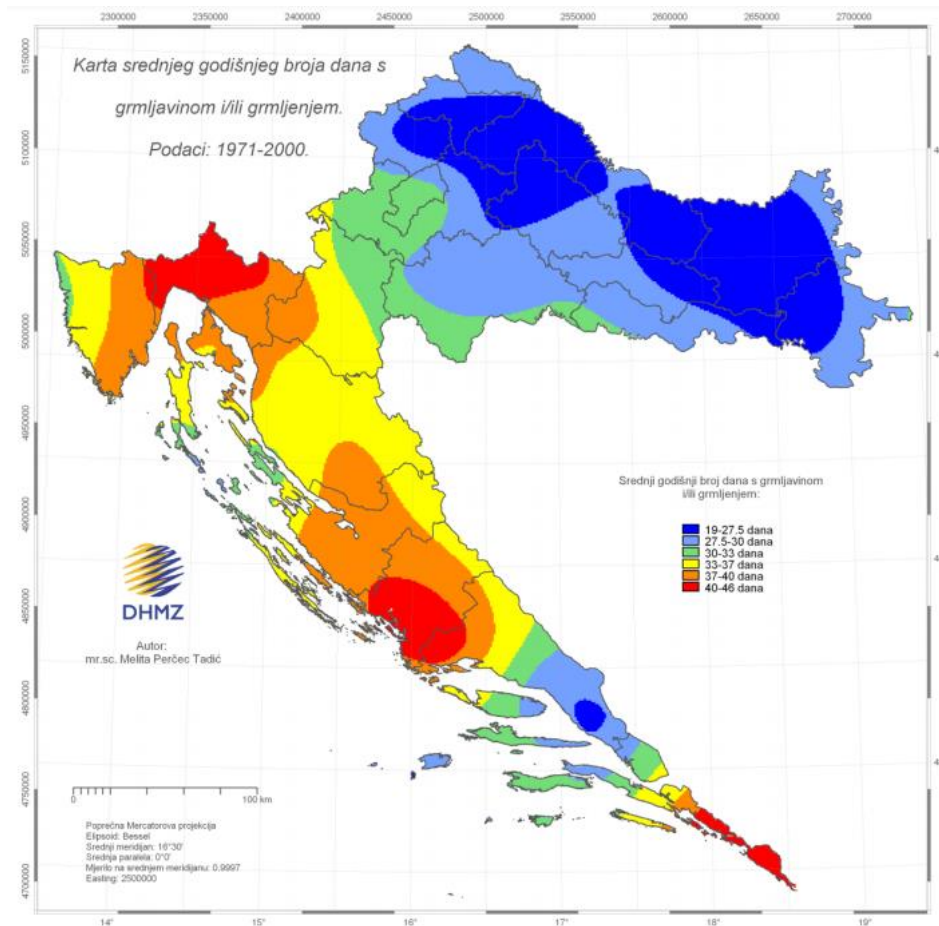 2300000 2350000 2400000 2450000 2500000 2550000 2600000 2650000 2700000
Karta srednjeg godišnjeg broja dana s
grmljavinom i/ili grmljenjem.
Podaci: 1971-2000.
5150000
5100000
5050000
5000000
4950000
4900000
4850000
4800000
4750000
4700000
Srednji godišnji broj dana s grmljavinom
i/ili grmljenjem:
19-27.5 dana
27.5-30 dana
30-33 dana
33-37 dana
37-40 dana
40-46 dana
DHMZ
Autor:
mr.sc. Melita Perčec Tadić
0 100 km
Poprečna Mercatorova projekcija
Elipsoid: Bessel
Srednji meridijan: 16°30'
Srednja paralela: 0°0'
Mjerilo na srednjem meridijanu: 0.9997
Easting: 2500000
14° 15° 16° 17° 18° 19°